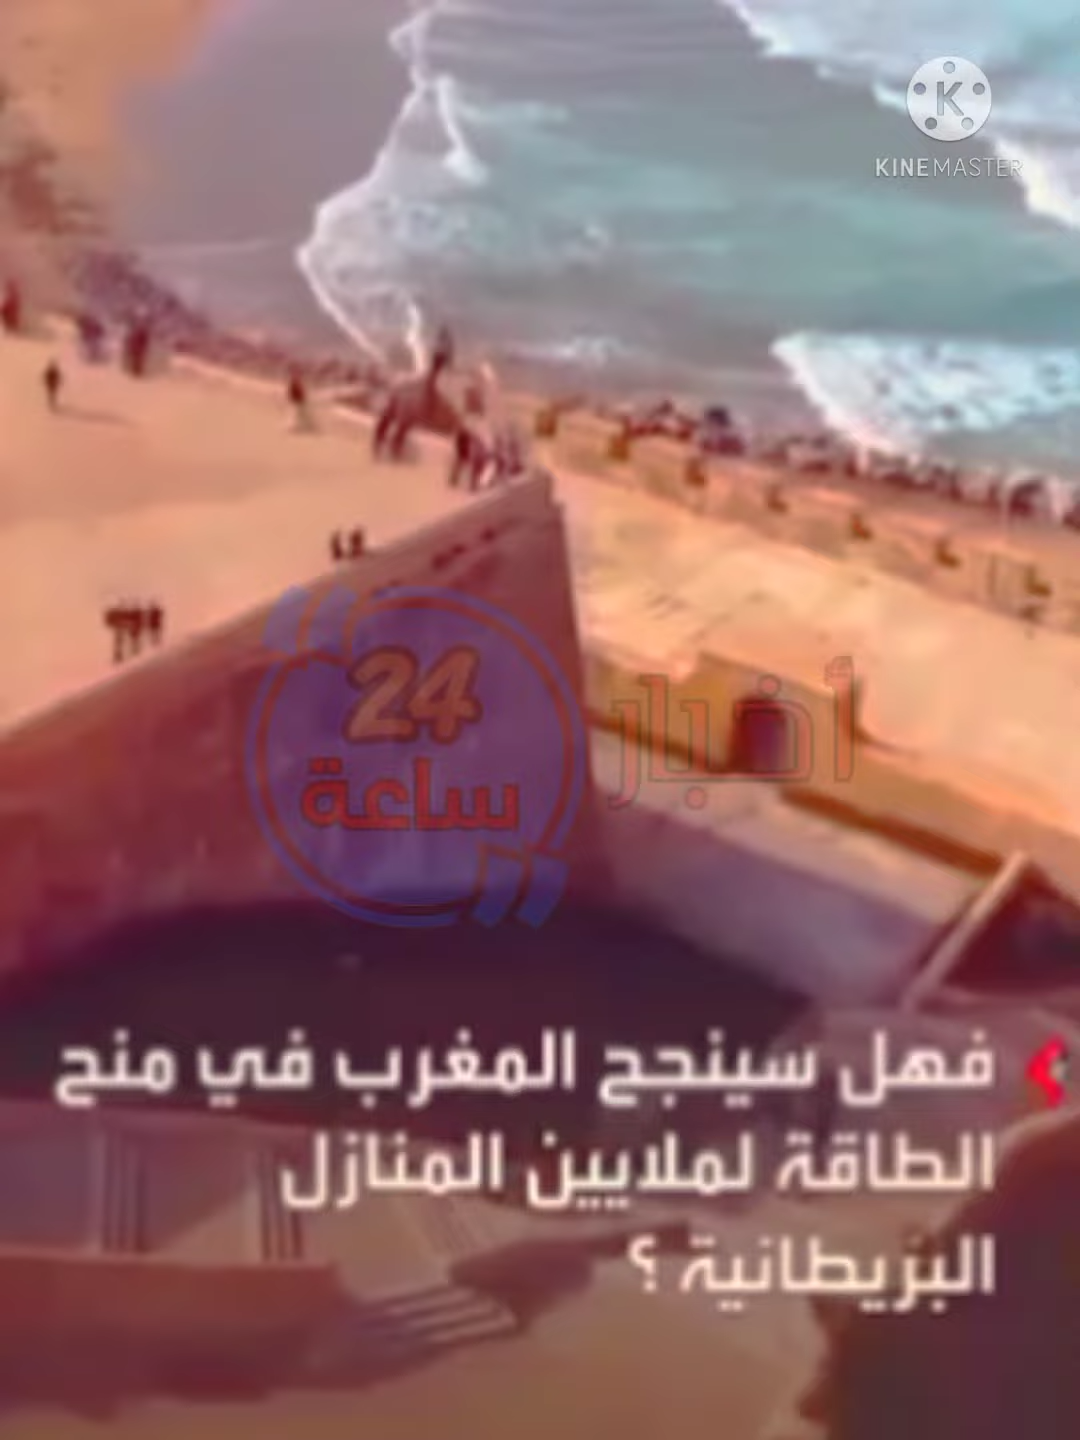 KINEMASTER
أخبار
24
ساعة
فهل سينجح المغرب في منح
الطاقة لملايين المنازل
البريطانية ؟